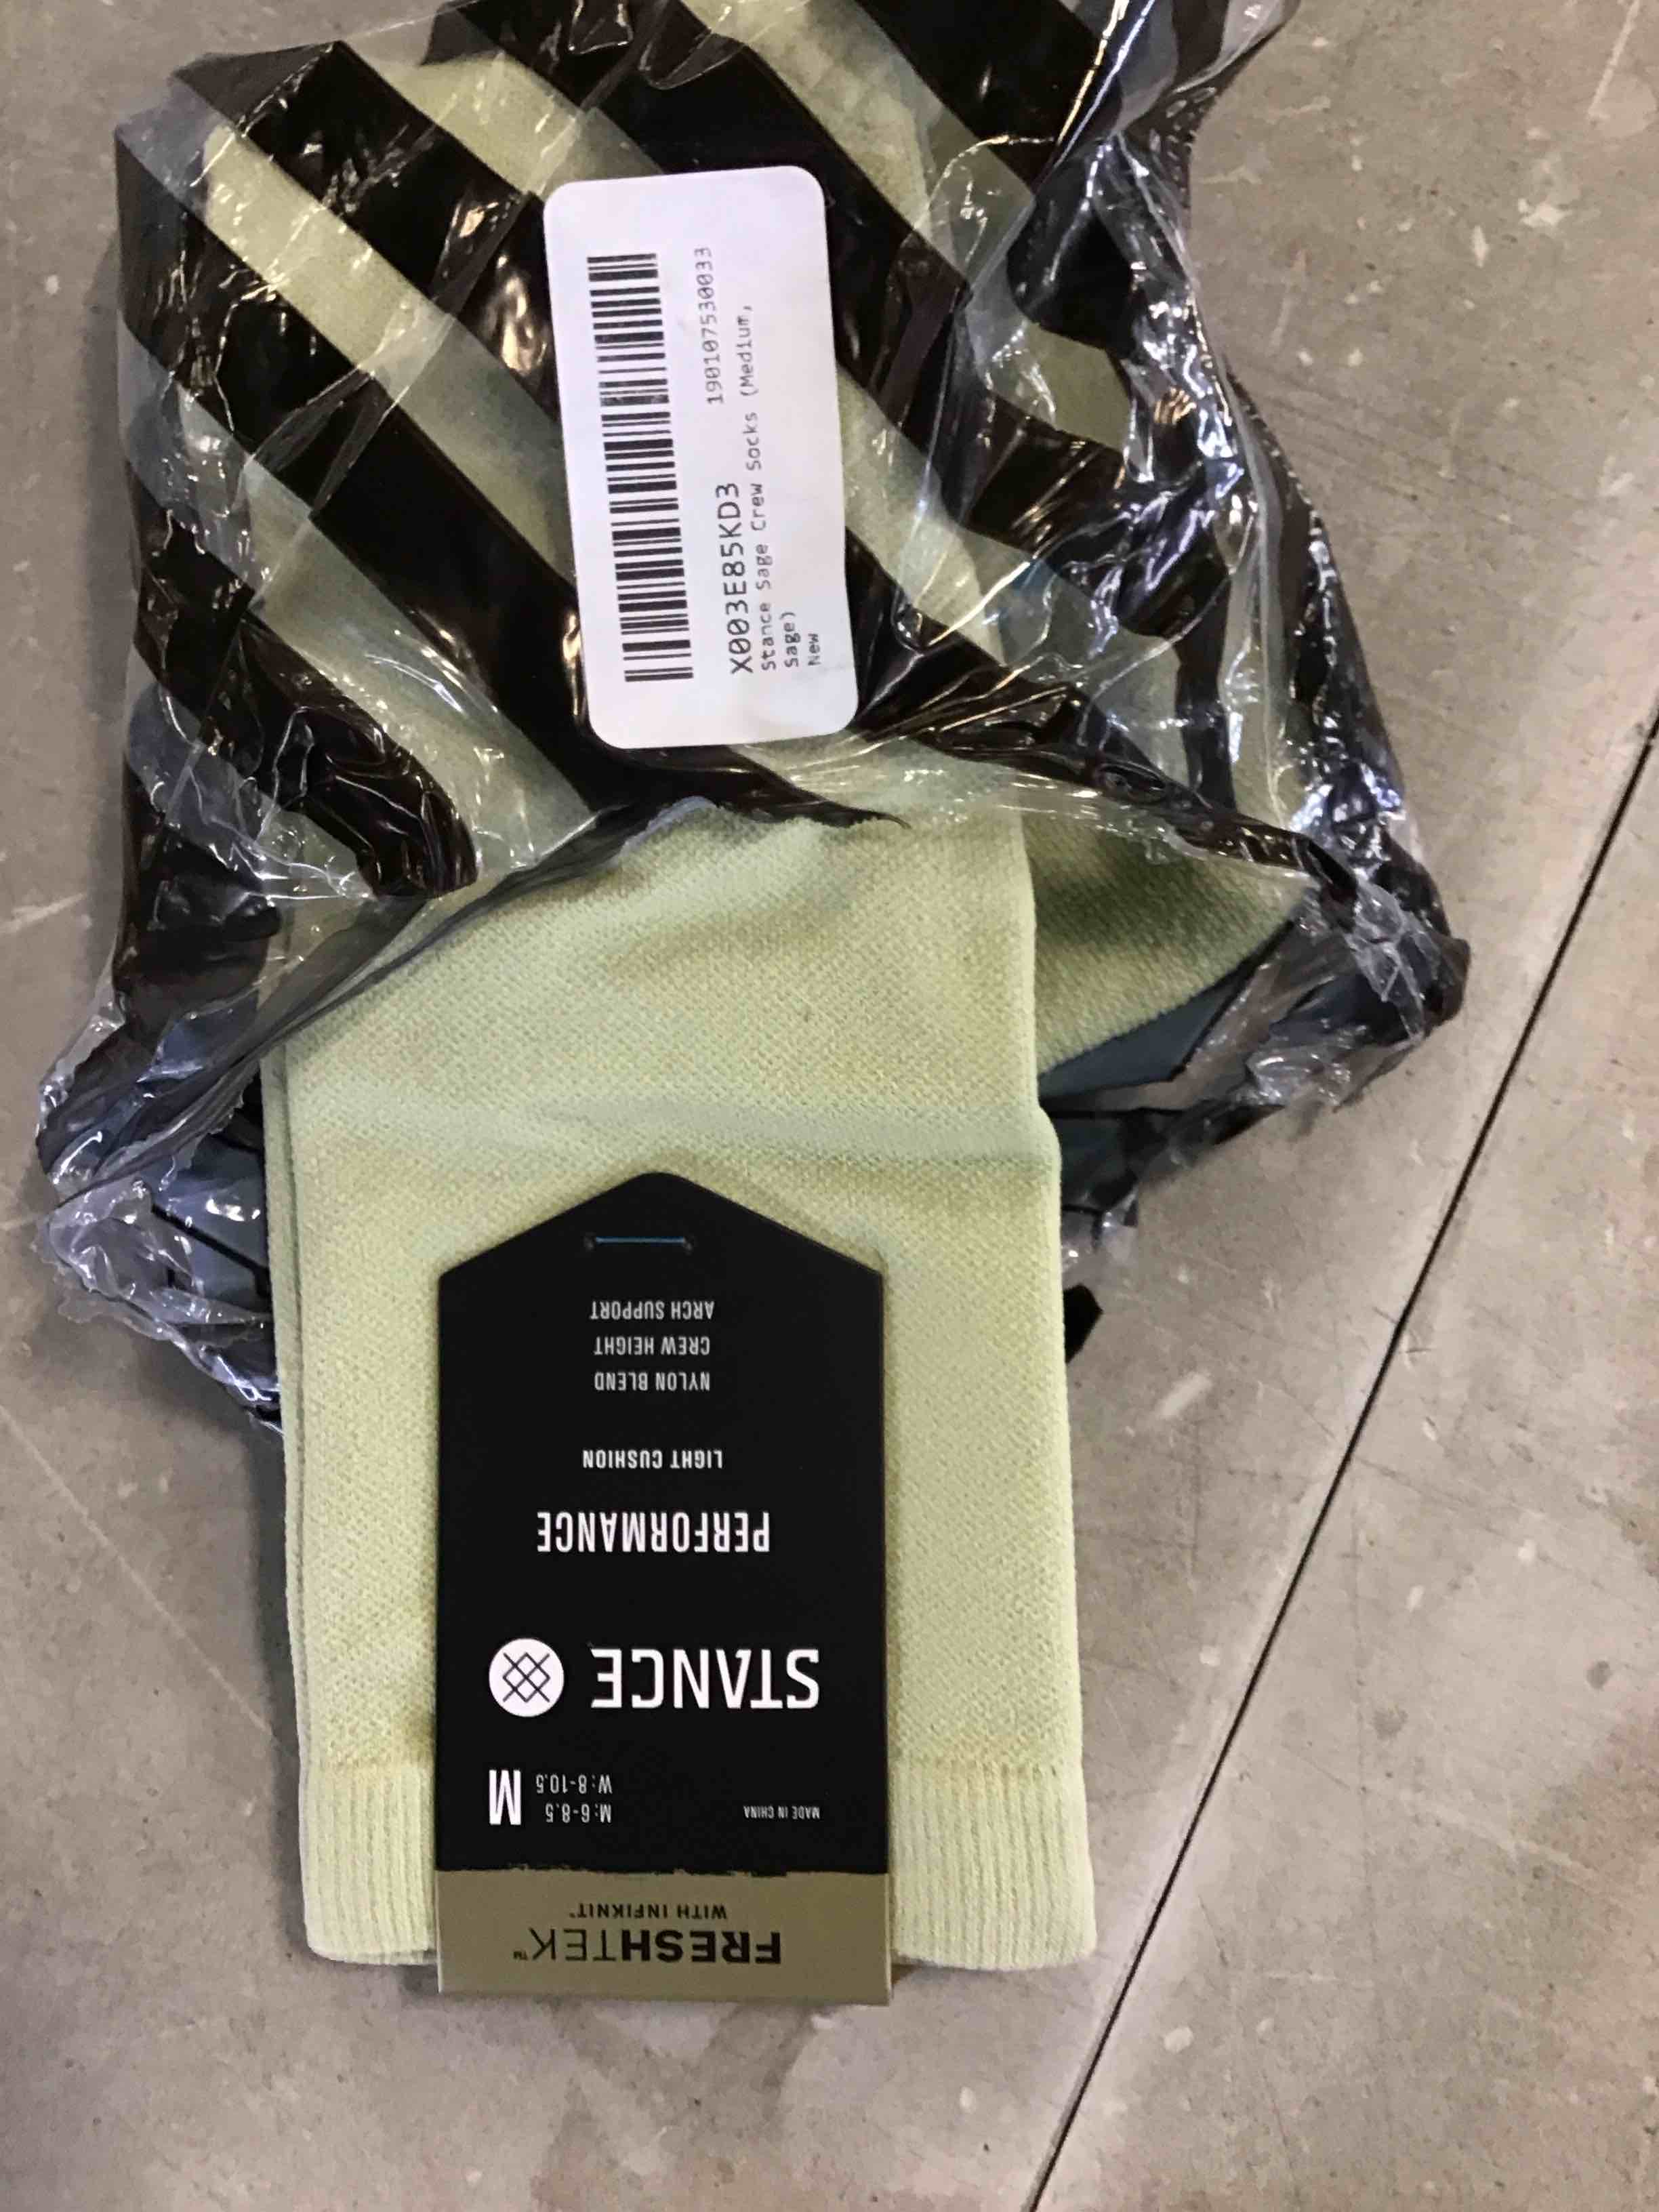 190107530033
X003E85KD3
Stance Sage Crew Socks (Medium,
Sage)
New
FRESHTEK™
WITH INFIKNIT™
MADE IN CHINA
M:6-8.5
W:8-10.5
M
STANCE
PERFORMANCE
LIGHT CUSHION
NYLON BLEND
CREW HEIGHT
ARCH SUPPORT